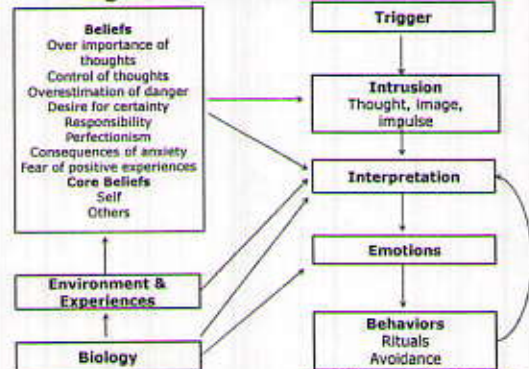 Beliefs
Over importance of
thoughts
Control of thoughts
Overestimation of danger
Desire for certainty
Responsibility
Perfectionism
Consequences of anxiety
Fear of positive experiences
Core Beliefs
Self
Others
Environment &
Experiences
Biology
Trigger
Intrusion
Thought, image,
impulse
Interpretation
Emotions
Behaviors
Rituals
Avoidance